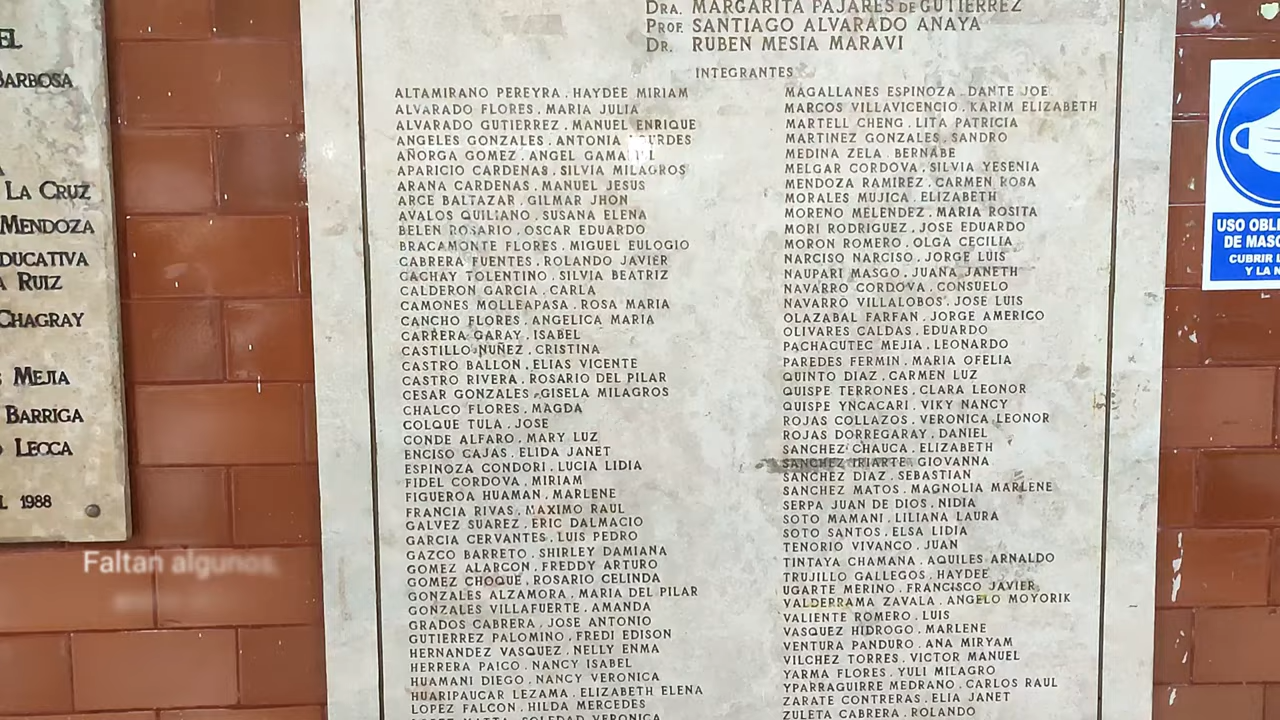 EL
BARBOSA
LA CRUZ
MENDOZA
DUCATIVA
RUIZ
CHAGRAY
MEJIA
BARRIGA
LECCA
1988
Faltan algunos
DRA. MARGARITA PAJARES DE GUTIERREZ
PROF. SANTIAGO ALVARADO ANAYA
DR. RUBEN MESIA MARAVI
INTEGRANTES
ALTAMIRANO PEREYRA . HAYDEE MIRIAM
ALVARADO FLORES . MARIA JULIA
ALVARADO GUTIERREZ . MANUEL ENRIQUE
ANGELES GONZALES . ANTONIA LOURDES
AÑORGA GOMEZ . ANGEL
APARICIO CARDENAS . SILVIA MILAGROS
ARANA CARDENAS . MANUEL JESUS
ARCE BALTAZAR . GILMAR JHON
AVALOS QUILIANO . SUSANA ELENA
BELEN ROSARIO . OSCAR EDUARDO
BRACAMONTE FLORES . MIGUEL EULOGIO
CABRERA FUENTES . ROLANDO JAVIER
CACHAY TOLENTINO . SILVIA BEATRIZ
CALDERON GARCIA . CARLA
CAMONES MOLLEAPASA . ROSA MARIA
CANCHO FLORES . ANGELICA MARIA
CARRERA GARAY . ISABEL
CASTILLO NUÑEZ . CRISTINA
CASTRO BALLON . ELIAS VICENTE
CASTRO RIVERA . ROSARIO DEL PILAR
CESAR GONZALES . GISELA MILAGROS
CHALCO FLORES . MAGDA
COLQUE TULA . JOSE
CONDE ALFARO . MARY LUZ
ENCISO CAJAS . ELIDA JANET
ESPINOZA CONDORI . LUCIA LIDIA
FIDEL CORDOVA . MIRIAM
FIGUEROA HUAMAN . MARLENE
FRANCIA RIVAS . MAXIMO RAUL
GALVEZ SUAREZ . ERIC DALMACIO
GARCIA CERVANTES . LUIS PEDRO
GAZCO BARRETO . SHIRLEY DAMIANA
GOMEZ ALARCON . FREDDY ARTURO
GOMEZ CHOQUE . ROSARIO CELINDA
GONZALES ALZAMORA . MARIA DEL PILAR
GONZALES VILLAFUERTE . AMANDA
GRADOS CABRERA . JOSE ANTONIO
GUTIERREZ PALOMINO . FREDI EDISON
HERNANDEZ VASQUEZ . NELLY ENMA
HERRERA PAICO . NANCY ISABEL
HUAMANI DIEGO . NANCY VERONICA
HUARIPAUCAR LEZAMA . ELIZABETH ELENA
LOPEZ FALCON . HILDA MERCEDES
LOPEZ MATTA . SOLEDAD VERONICA
MAGALLANES ESPINOZA . DANTE JOE
MARCOS VILLAVICENCIO . KARIM ELIZABETH
MARTELL CHENG . LITA PATRICIA
MARTINEZ GONZALES . SANDRO
MEDINA ZELA . BERNABE
MELGAR CORDOVA . SILVIA YESENIA
MENDOZA RAMIREZ . CARMEN ROSA
MORALES MUJICA . ELIZABETH
MORENO MELENDEZ . MARIA ROSITA
MORI RODRIGUEZ . JOSE EDUARDO
MORON ROMERO . OLGA CECILIA
NARCISO NARCISO . JORGE LUIS
NAUPARI MASGO . JUANA JANETH
NAVARRO CORDOVA . CONSUELO
NAVARRO VILLALOBOS . JOSE LUIS
OLAZABAL FARFAN . JORGE AMERICO
OLIVARES CALDAS . EDUARDO
PACHACUTEC MEJIA . LEONARDO
PAREDES FERMIN . MARIA OFELIA
QUINTO DIAZ . CARMEN LUZ
QUISPE TERRONES . CLARA LEONOR
QUISPE YNCACARI . VIKY NANCY
ROJAS COLLAZOS . VERONICA LEONOR
ROJAS DORREGARAY . DANIEL
SANCHEZ CHAUCA . ELIZABETH
SANCHEZ IRIARTE . GIOVANNA
SANCHEZ DIAZ . SEBASTIAN
SANCHEZ MATOS . MAGNOLIA MARLENE
SERPA JUAN DE DIOS . NIDIA
SOTO MAMANI . LILIANA LAURA
SOTO SANTOS . ELSA LIDIA
TENORIO VIVANCO . JUAN
TINTAYA CHAMANA . AQUILES ARNALDO
TRUJILLO GALLEGOS . HAYDEE
UGARTE MERINO . FRANCISCO JAVIER
VALDERRAMA ZAVALA . ANGELO MOYORIK
VALIENTE ROMERO . LUIS
VASQUEZ HIDROGO . MARLENE
VENTURA PANDURO . ANA MIRYAM
VILCHEZ TORRES . VICTOR MANUEL
YARMA FLORES . YULI MILAGRO
YPARRAGUIRRE MEDRANO . CARLOS RAUL
ZARATE CONTRERAS . ELIA JANET
ZULETA CABRERA . ROLANDO
USO OBLI
DE MASC
CUBRIR L
Y LA N